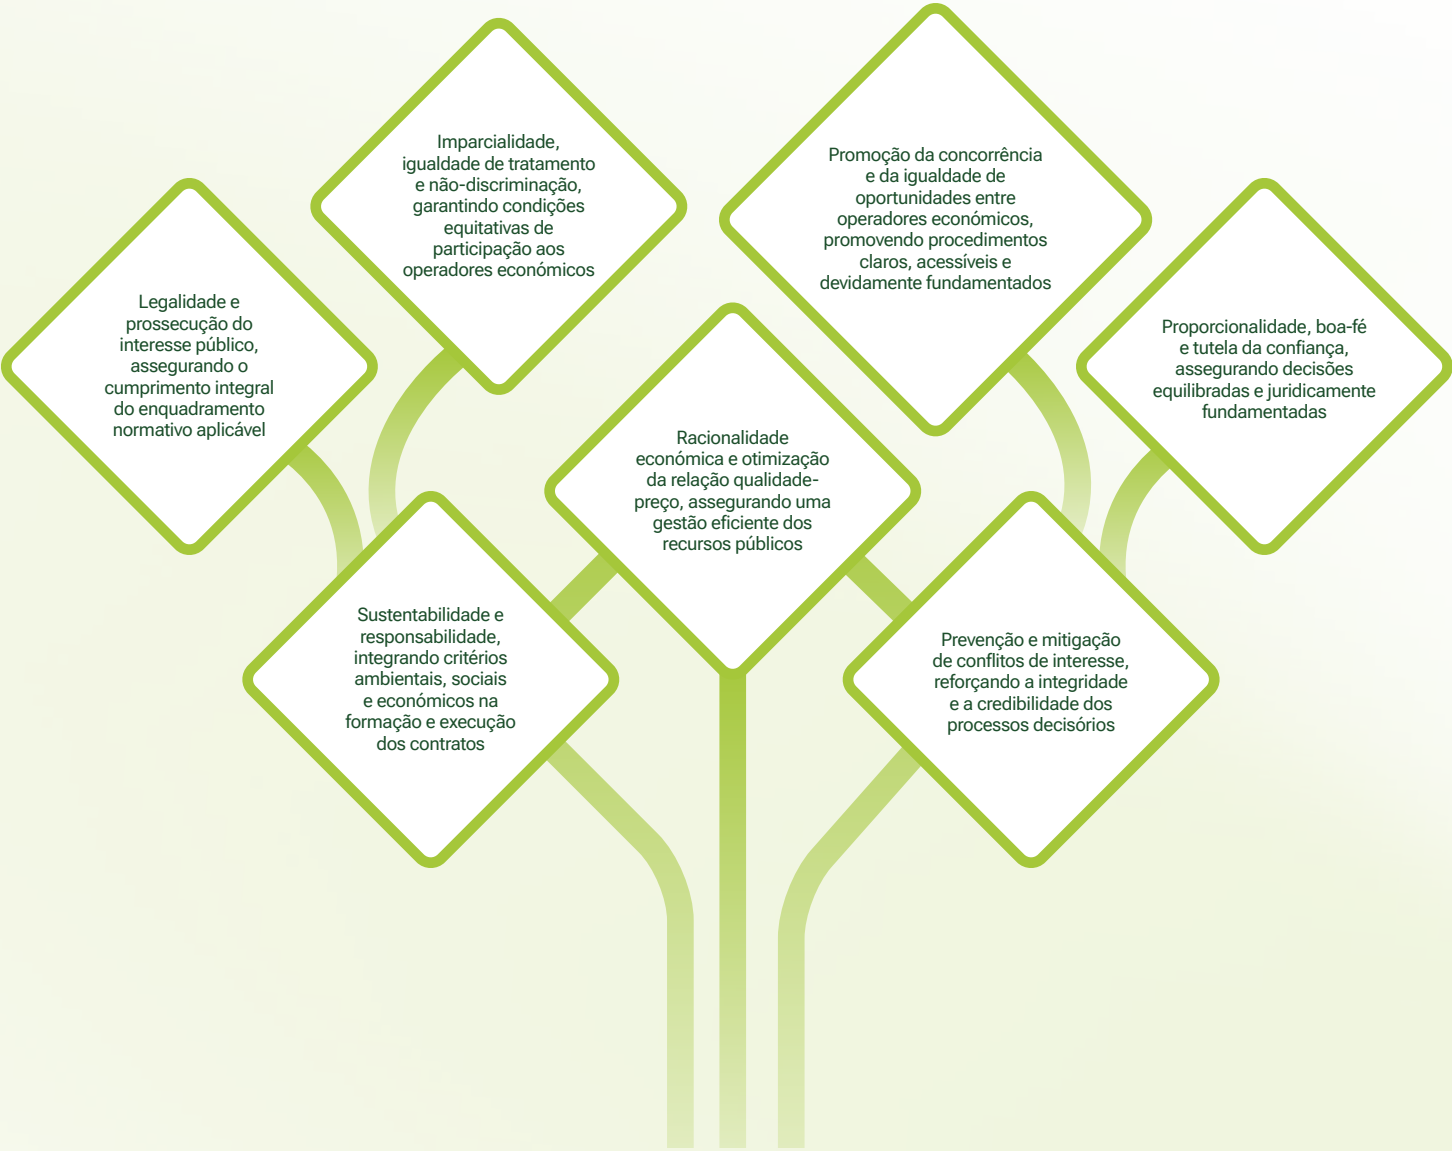 Imparcialidade,
igualdade de tratamento
e não-discriminação,
garantindo condições
equitativas de
participação aos
operadores económicos
Promoção da concorrência
e da igualdade de
oportunidades entre
operadores económicos,
promovendo procedimentos
claros, acessíveis e
devidamente fundamentados
Legalidade e
prossecução do
interesse público,
assegurando o
cumprimento integral
do enquadramento
normativo aplicável
Proporcionalidade, boa-fé
e tutela da confiança,
assegurando decisões
equilibradas e juridicamente
fundamentadas
Racionalidade
económica e otimização
da relação qualidade-
preço, assegurando uma
gestão eficiente dos
recursos públicos
Sustentabilidade e
responsabilidade,
integrando critérios
ambientais, sociais
e económicos na
formação e execução
dos contratos
Prevenção e mitigação
de conflitos de interesse,
reforçando a integridade
e a credibilidade dos
processos decisórios